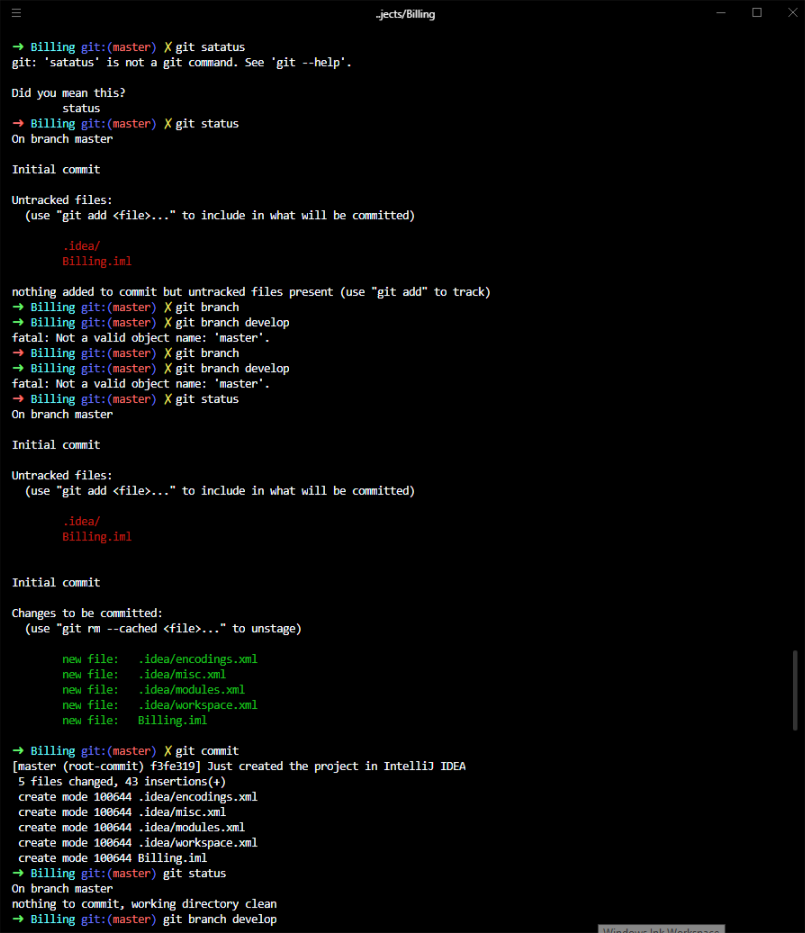 ..jects/Billing
➜ Billing git:(master) ✗ git satatus
git: 'satatus' is not a git command. See 'git --help'.
Did you mean this?
status
➜ Billing git:(master) ✗ git status
On branch master
Initial commit
Untracked files:
(use "git add <file>..." to include in what will be committed)
.idea/
Billing.iml
nothing added to commit but untracked files present (use "git add" to track)
➜ Billing git:(master) ✗ git branch
➜ Billing git:(master) ✗ git branch develop
fatal: Not a valid object name: 'master'.
➜ Billing git:(master) ✗ git branch
➜ Billing git:(master) ✗ git branch develop
fatal: Not a valid object name: 'master'.
➜ Billing git:(master) ✗ git status
On branch master
Initial commit
Untracked files:
(use "git add <file>..." to include in what will be committed)
.idea/
Billing.iml
Initial commit
Changes to be committed:
(use "git rm --cached <file>..." to unstage)
new file:   .idea/encodings.xml
new file:   .idea/misc.xml
new file:   .idea/modules.xml
new file:   .idea/workspace.xml
new file:   Billing.iml
➜ Billing git:(master) ✗ git commit
[master (root-commit) f3fe319] Just created the project in IntelliJ IDEA
5 files changed, 43 insertions(+)
create mode 100644 .idea/encodings.xml
create mode 100644 .idea/misc.xml
create mode 100644 .idea/modules.xml
create mode 100644 .idea/workspace.xml
create mode 100644 Billing.iml
➜ Billing git:(master) git status
On branch master
nothing to commit, working directory clean
➜ Billing git:(master) git branch develop
Windows Ink Workspace